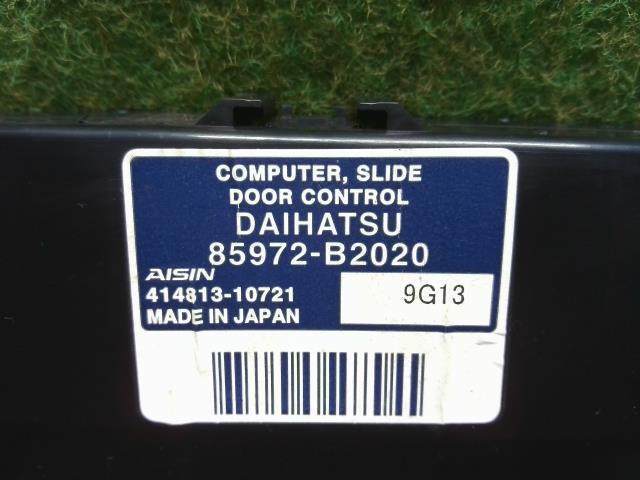 COMPUTER, SLIDE
DOOR CONTROL
DAIHATSU
85972-B2020
AISIN
414813-10721
9G13
MADE IN JAPAN